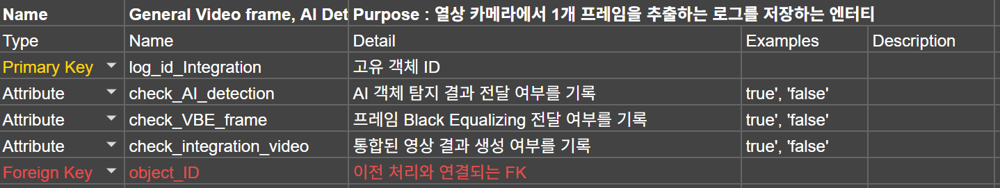 Name General Video frame, AI Det Purpose : 열상 카메라에서 1개 프레임을 추출하는 로그를 저장하는 엔터티
Type Name Detail Examples Description
Primary Key log_id_Integration 고유 객체 ID
Attribute check_AI_detection AI 객체 탐지 결과 전달 여부를 기록 true', 'false'
Attribute check_VBE_frame 프레임 Black Equalizing 전달 여부를 기록 true', 'false'
Attribute check_integration_video 통합된 영상 결과 생성 여부를 기록 true', 'false'
Foreign Key object_ID 이전 처리와 연결되는 FK